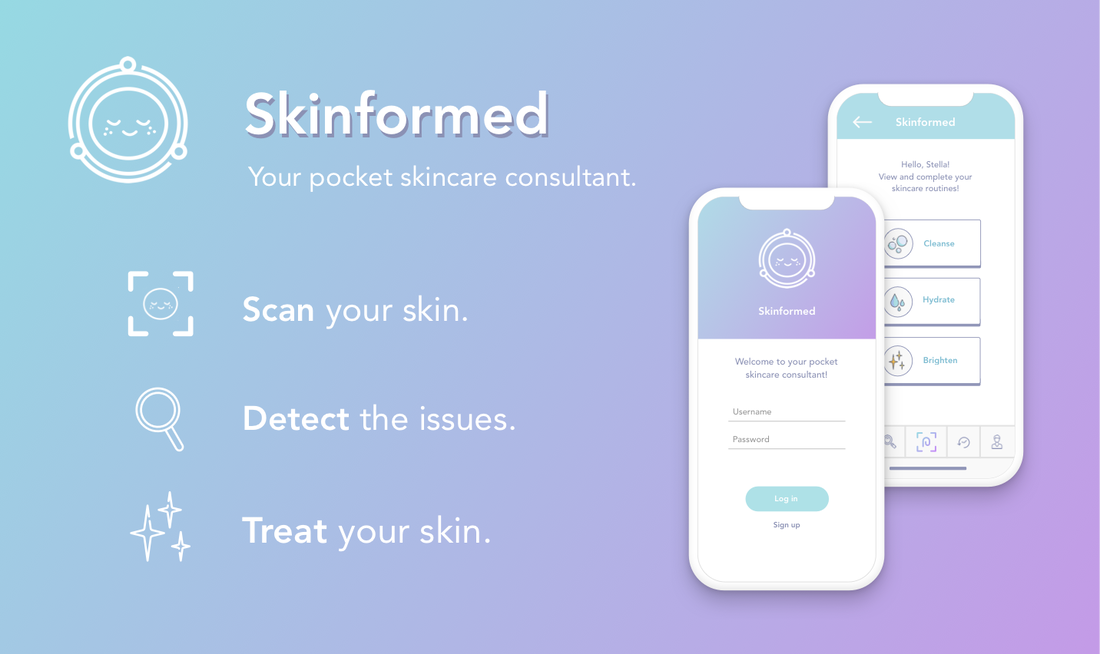 Skinformed
Your pocket skincare consultant.
Scan your skin.
Detect the issues.
Treat your skin.
Skinformed
Welcome to your pocket
skincare consultant!
Username
Password
Log in
Sign up
Skinformed
Hello, Stella!
View and complete your
skincare routines!
Cleanse
Hydrate
Brighten